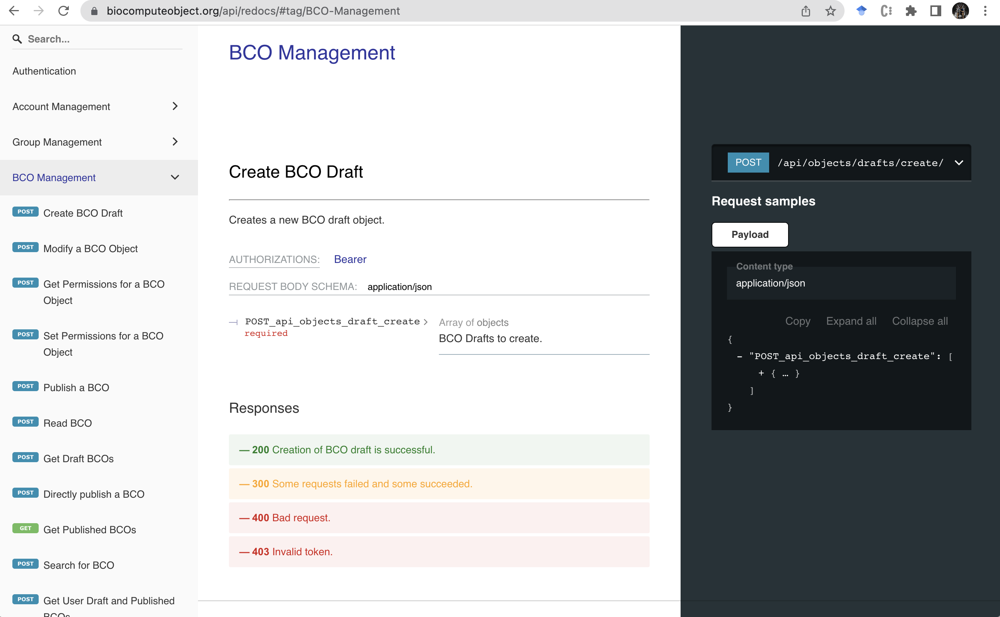 biocomputeobject.org/api/redocs/#tag/BCO-Management
Search...
Authentication
Account Management
Group Management
BCO Management
POST Create BCO Draft
POST Modify a BCO Object
POST Get Permissions for a BCO
Object
POST Set Permissions for a BCO
Object
POST Publish a BCO
POST Read BCO
POST Get Draft BCOs
POST Directly publish a BCO
GET Get Published BCOs
POST Search for BCO
POST Get User Draft and Published
BCOs
BCO Management
Create BCO Draft
Creates a new BCO draft object.
AUTHORIZATIONS: Bearer
REQUEST BODY SCHEMA: application/json
POST_api_objects_draft_create > Array of objects
required
BCO Drafts to create.
Responses
— 200 Creation of BCO draft is successful.
— 300 Some requests failed and some succeeded.
— 400 Bad request.
— 403 Invalid token.
POST /api/objects/drafts/create/
Request samples
Payload
Content type
application/json
Copy Expand all Collapse all
{
- "POST_api_objects_draft_create": [
+ { … }
]
}